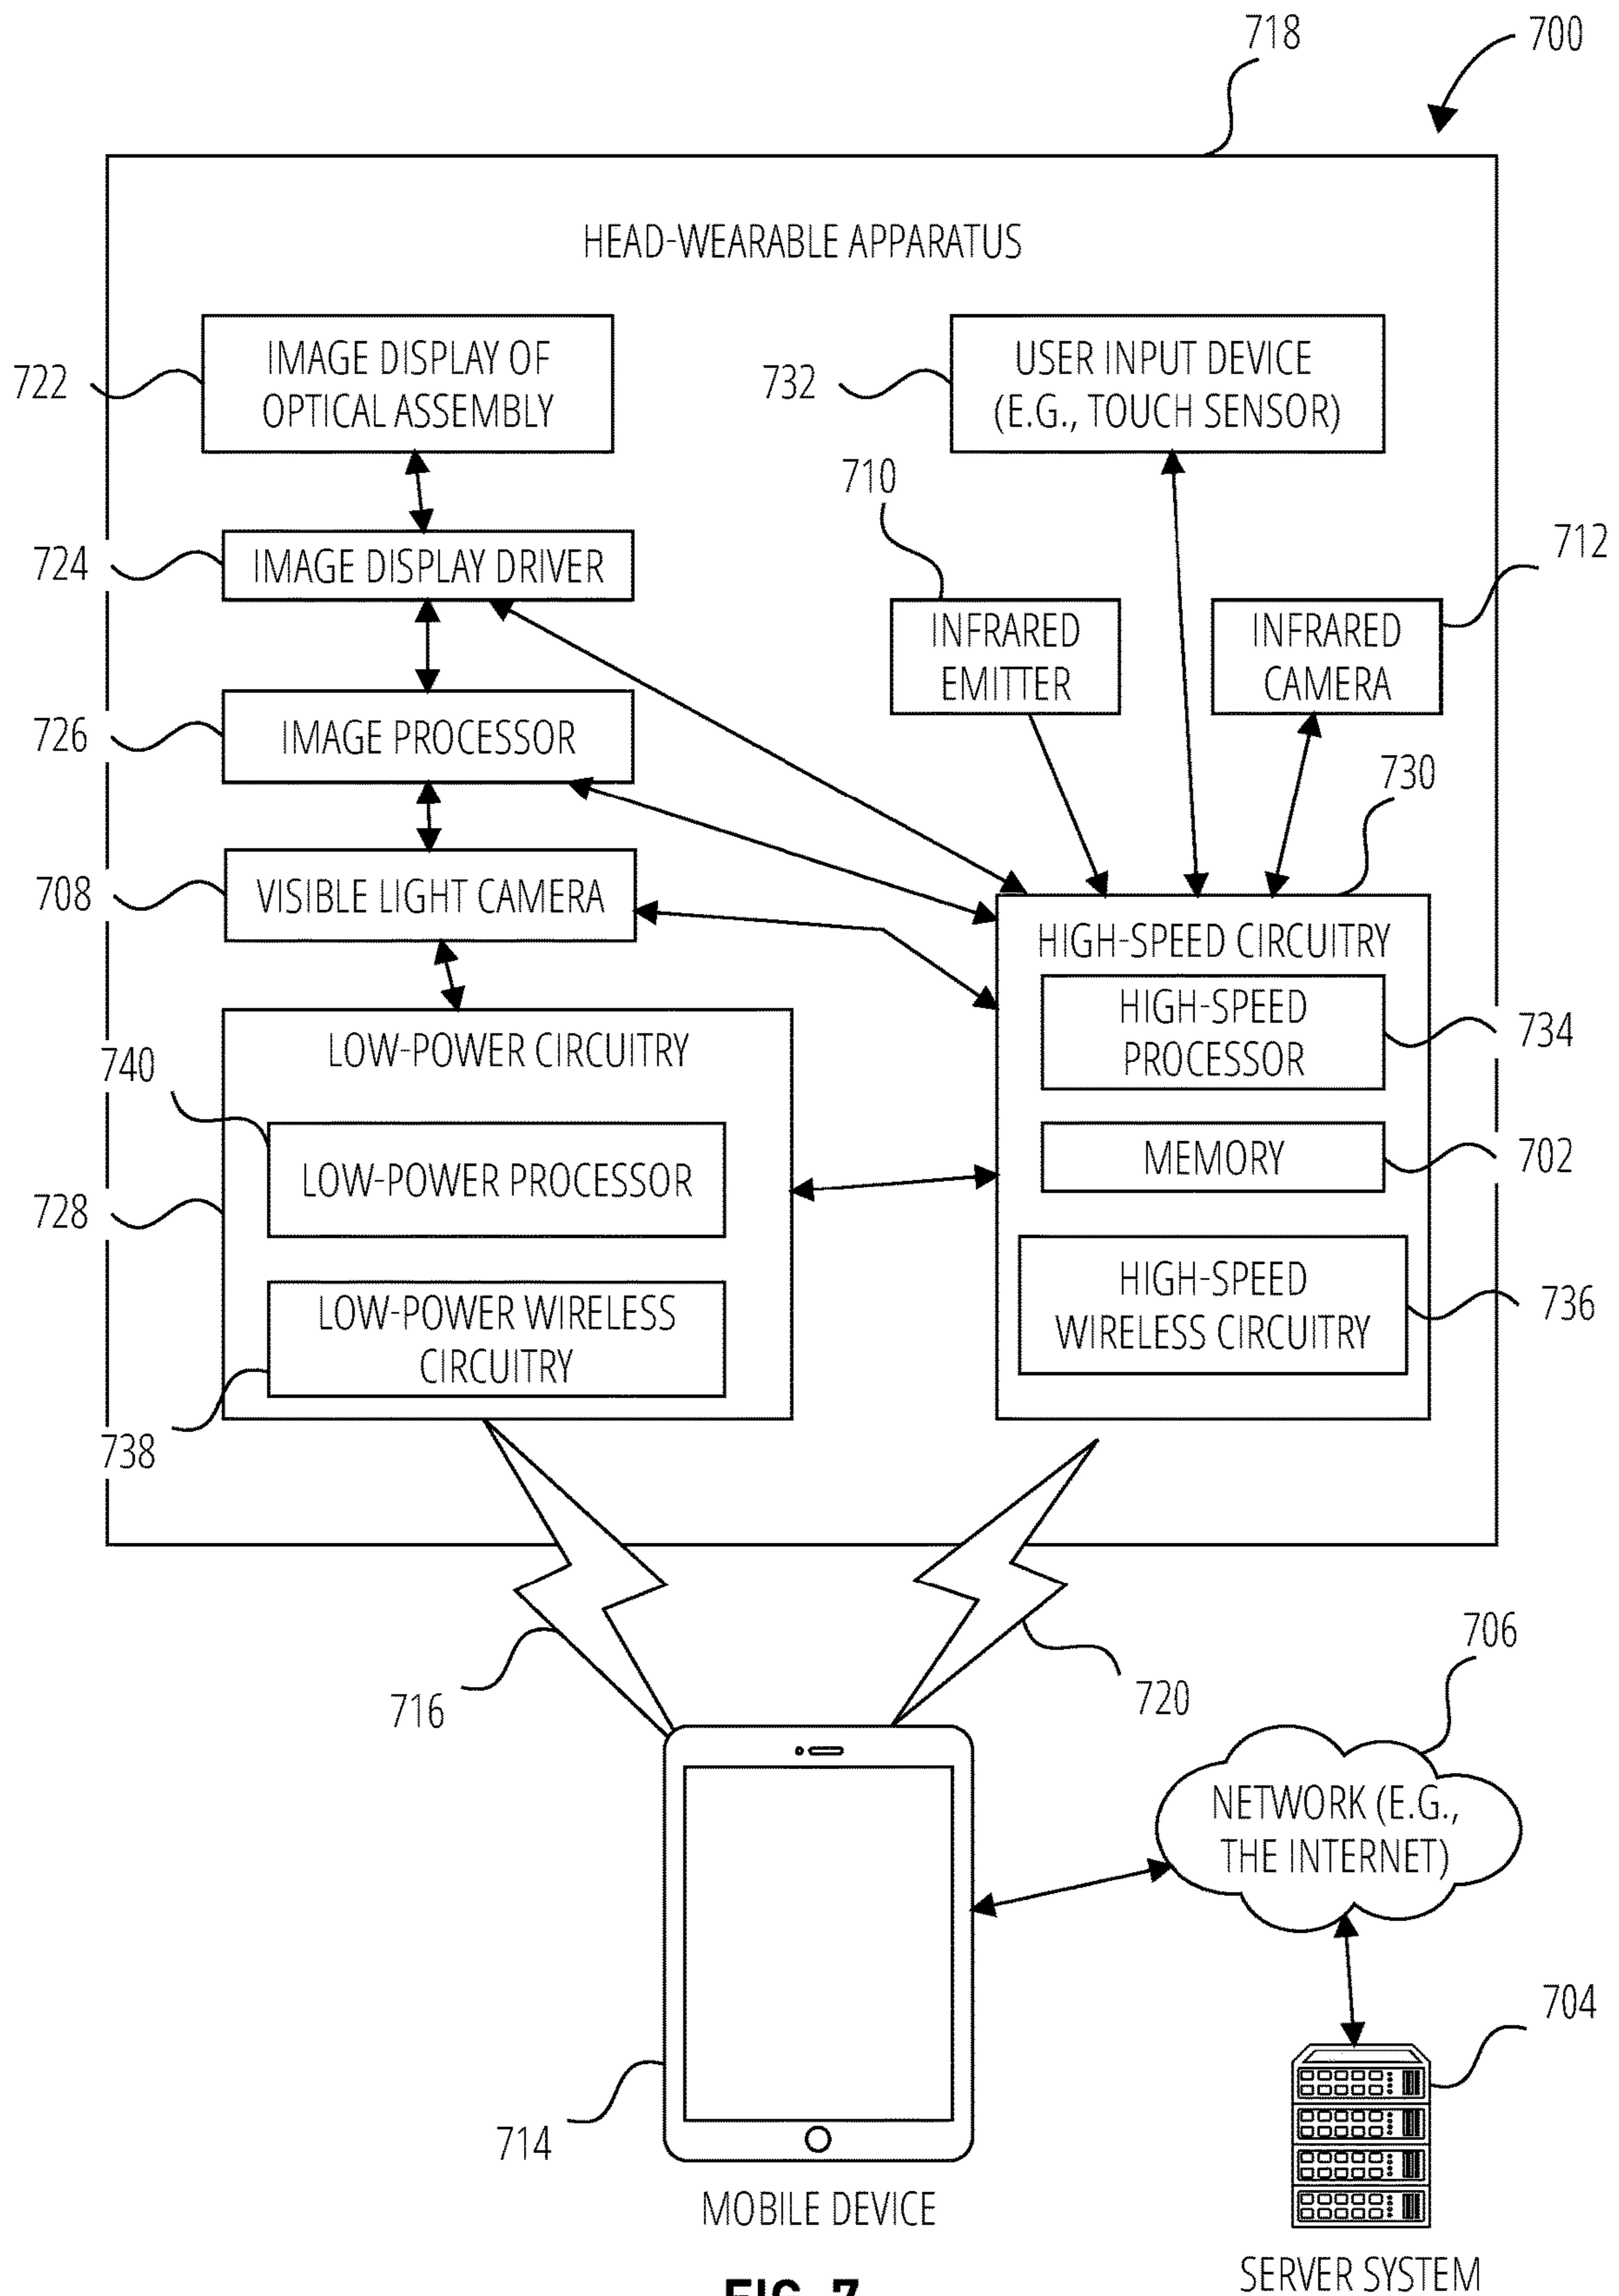 718
700
HEAD-WEARABLE APPARATUS
722
IMAGE DISPLAY OF
OPTICAL ASSEMBLY
732
USER INPUT DEVICE
(E.G., TOUCH SENSOR)
710
712
724
IMAGE DISPLAY DRIVER
INFRARED
EMITTER
INFRARED
CAMERA
726
IMAGE PROCESSOR
730
708
VISIBLE LIGHT CAMERA
HIGH-SPEED CIRCUITRY
HIGH-SPEED
PROCESSOR
734
LOW-POWER CIRCUITRY
740
LOW-POWER PROCESSOR
MEMORY
702
728
LOW-POWER WIRELESS
CIRCUITRY
HIGH-SPEED
WIRELESS CIRCUITRY
736
738
716
720
706
NETWORK (E.G.,
THE INTERNET)
704
714
MOBILE DEVICE
SERVER SYSTEM
FIG. 7